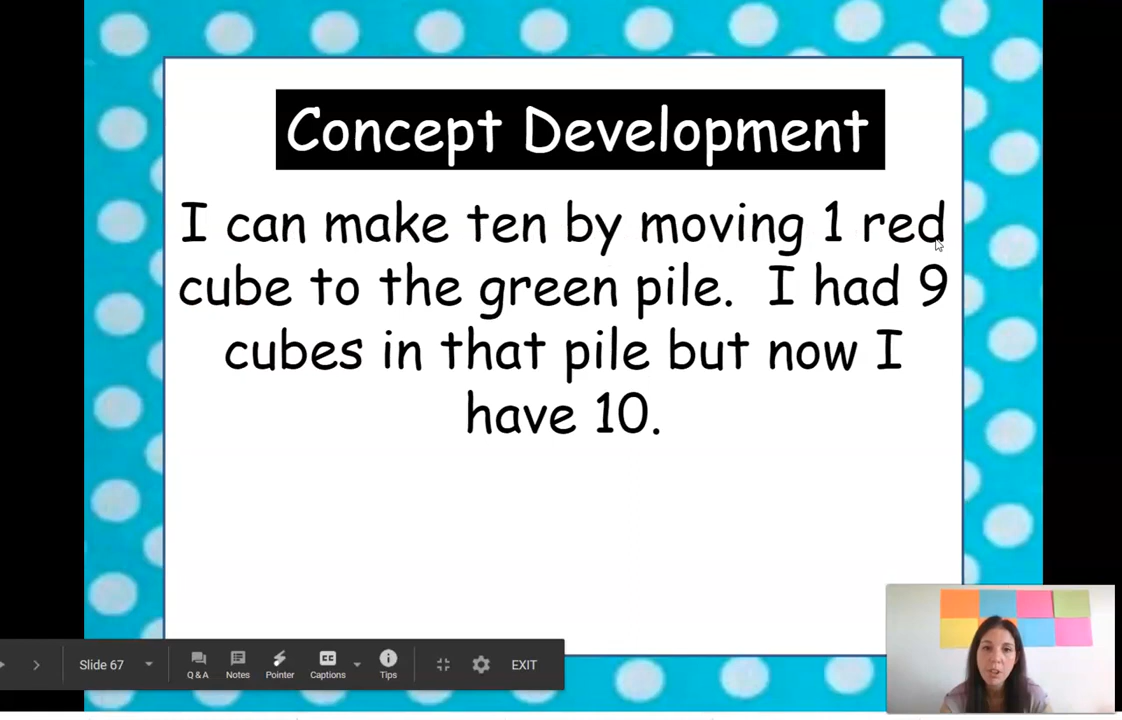 Concept Development
I can make ten by moving 1 red
cube to the green pile.  I had 9
cubes in that pile but now I
have 10.
Slide 67
Q & A
Notes
Pointer
Captions
Tips
EXIT